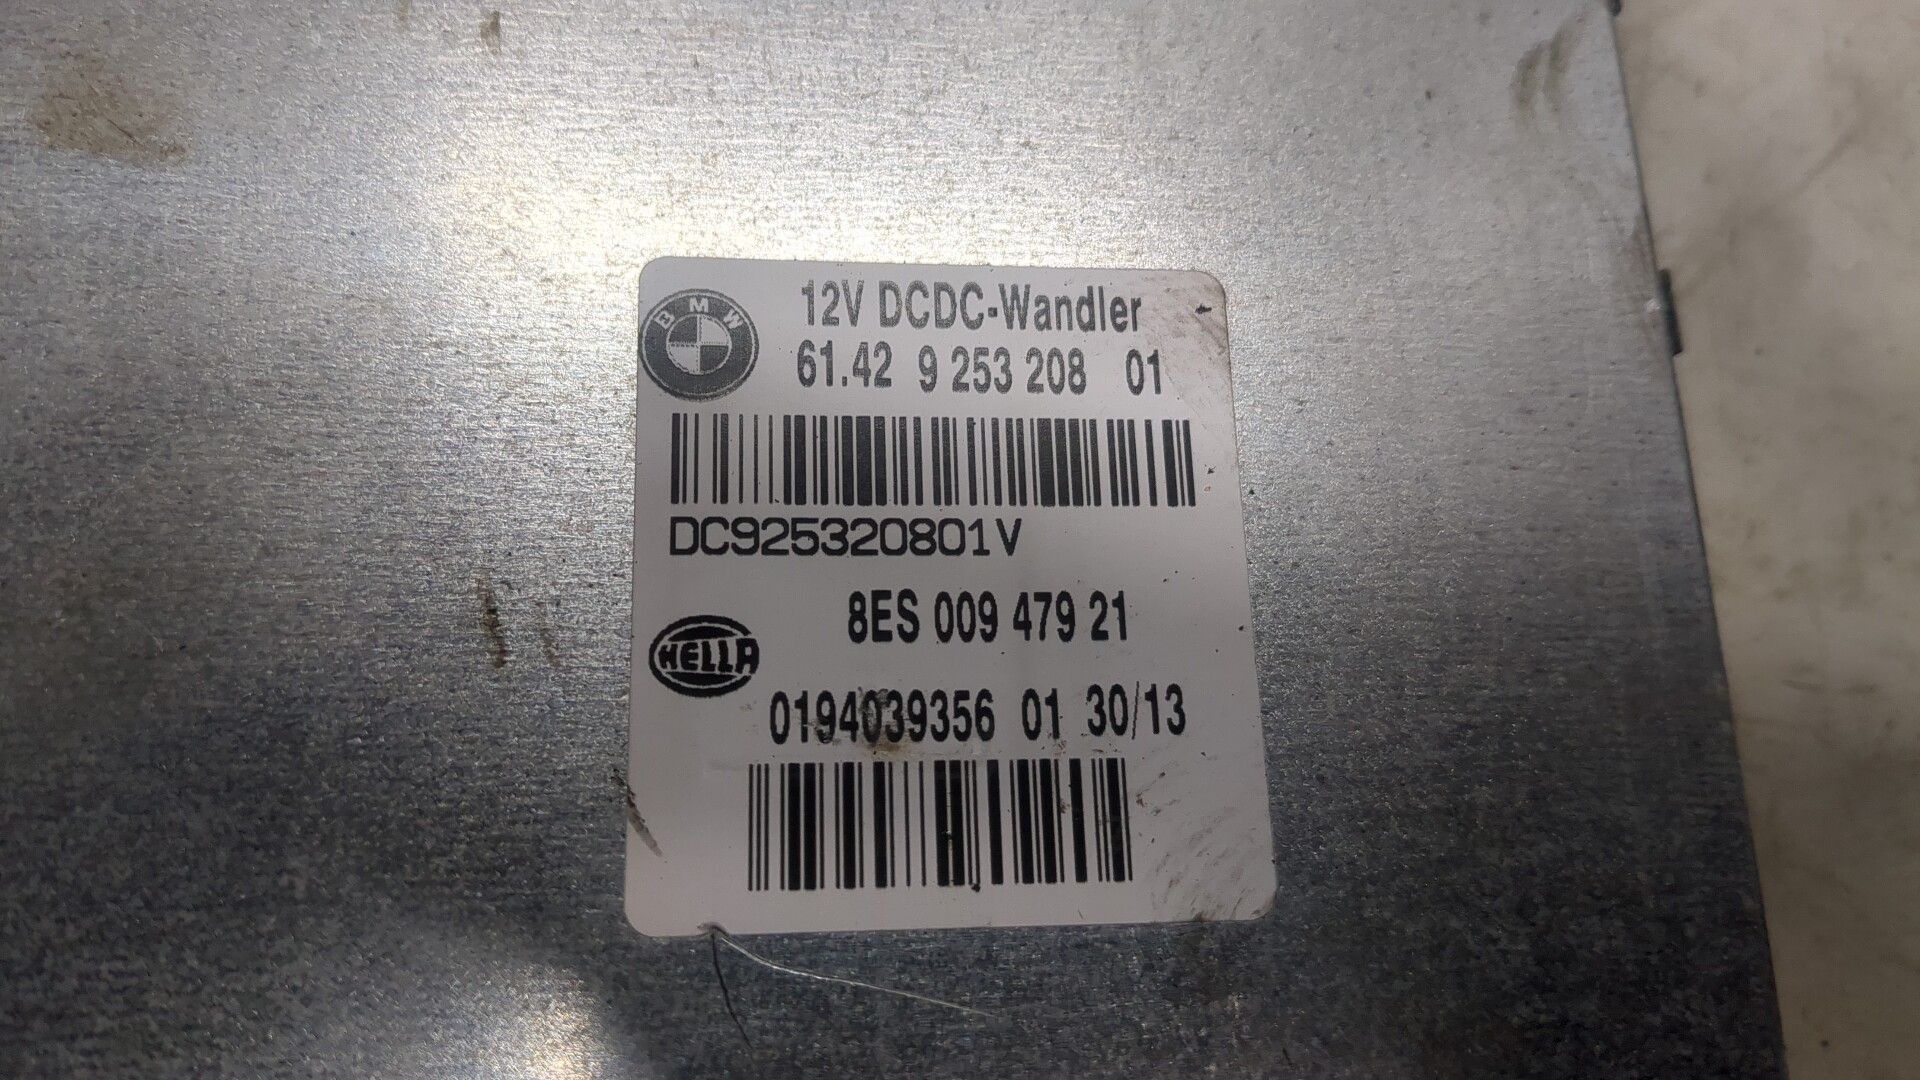 BMW
12V DCDC-Wandler
61.42 9 253 208 01
DC925320801V
8ES 009 479 21
HELLA
0194039356 01 30/13